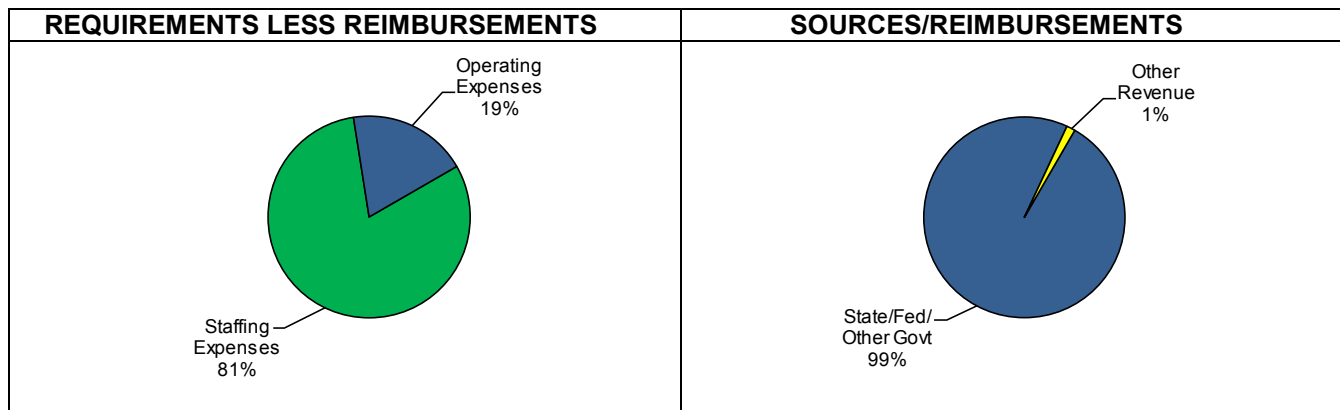 REQUIREMENTS LESS REIMBURSEMENTS
Operating
Expenses
19%
Staffing
Expenses
81%
SOURCES/REIMBURSEMENTS
Other
Revenue
1%
State/Fed/
Other Govt
99%